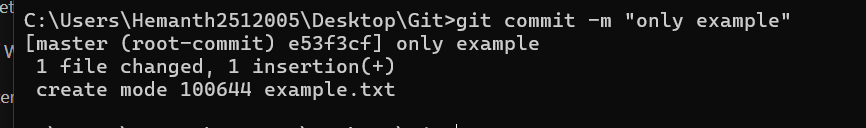 C:\Users\Hemanth2512005\Desktop\Git>git commit -m "only example"
[master (root-commit) e53f3cf] only example
 1 file changed, 1 insertion(+)
 create mode 100644 example.txt